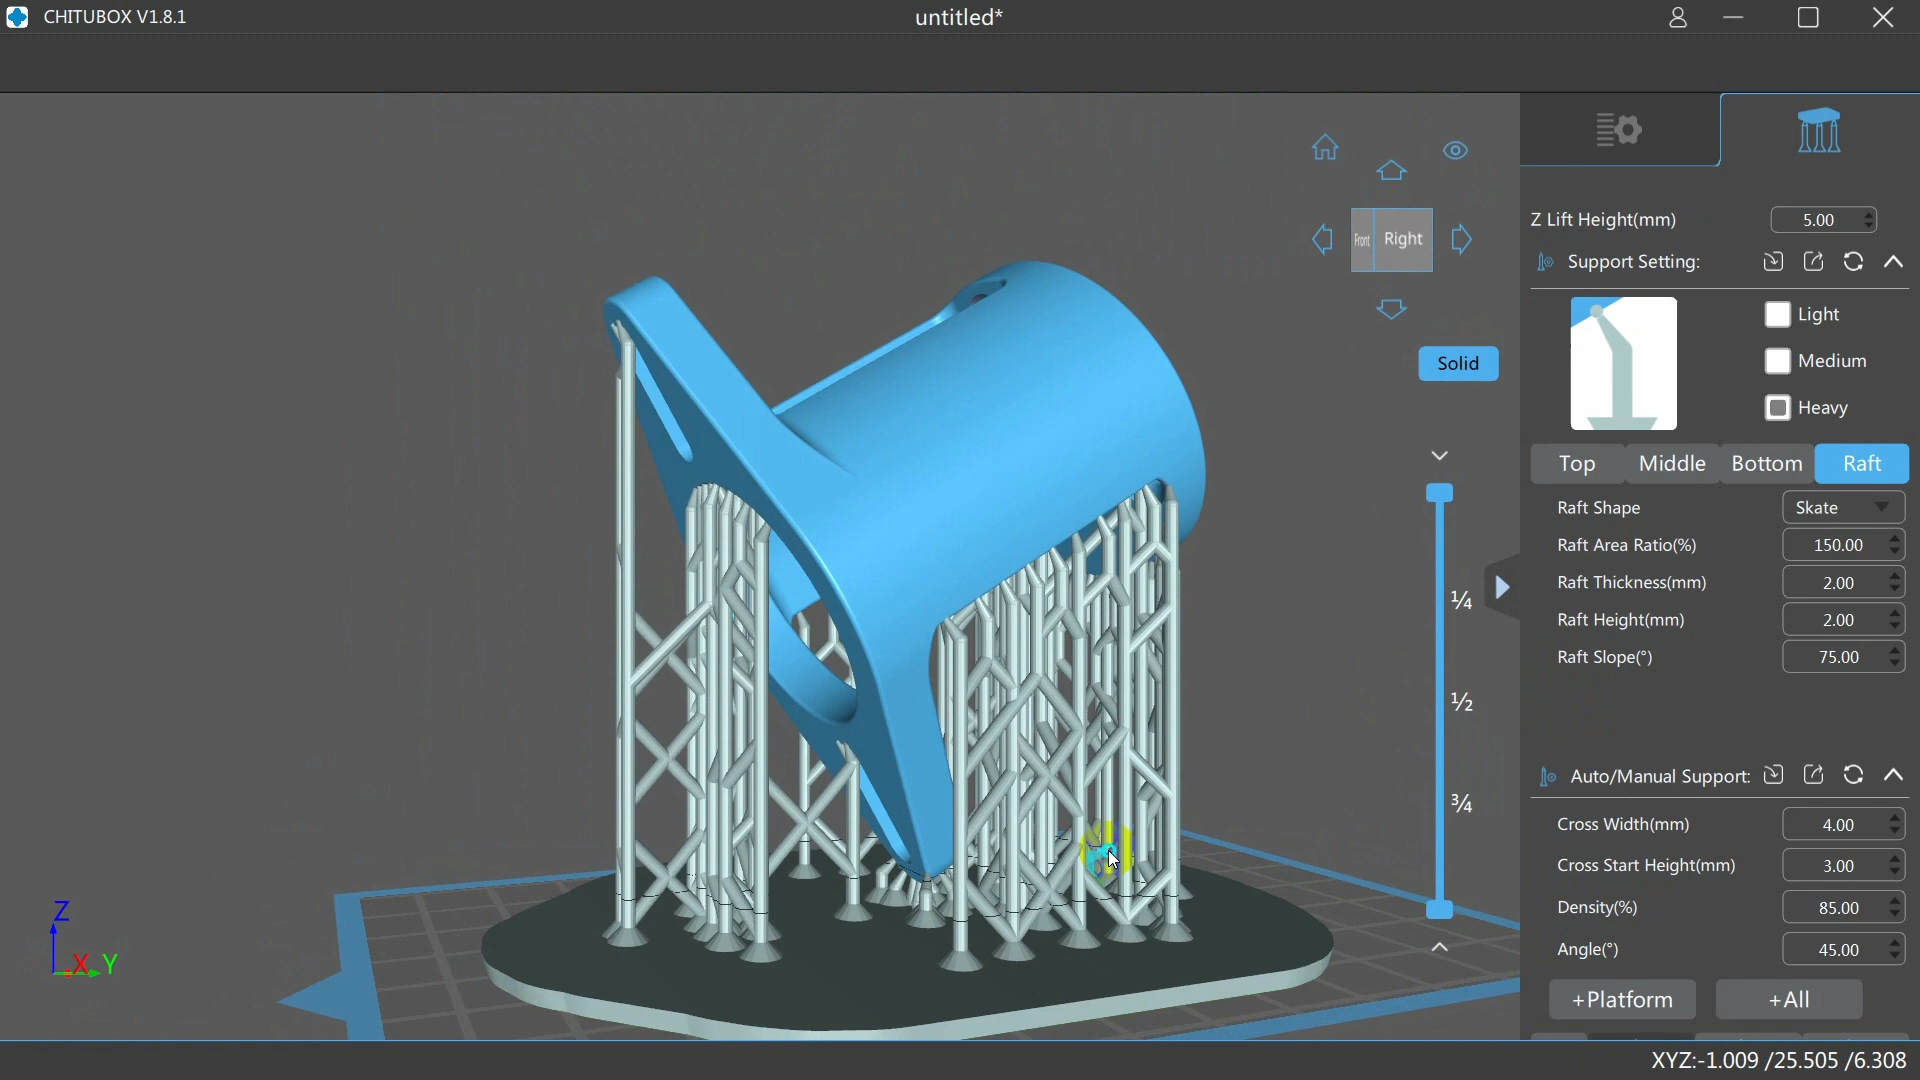 CHITUBOX V1.8.1
untitled*
Front
Right
Solid
¼
½
¾
Z Lift Height(mm) 5.00
Support Setting:
Light
Medium
Heavy
Top Middle Bottom Raft
Raft Shape Skate
Raft Area Ratio(%) 150.00
Raft Thickness(mm) 2.00
Raft Height(mm) 2.00
Raft Slope(°) 75.00
Auto/Manual Support:
Cross Width(mm) 4.00
Cross Start Height(mm) 3.00
Density(%) 85.00
Angle(°) 45.00
+Platform +All
Z
X Y
XYZ:-1.009 /25.505 /6.308